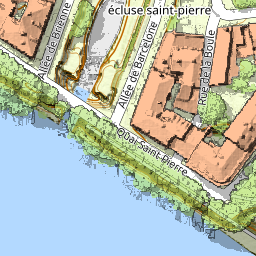 écluse saint-pierre
Allée de Brienne
Allée de Barcelone
Rue de la Boule
Quai Saint-Pierre